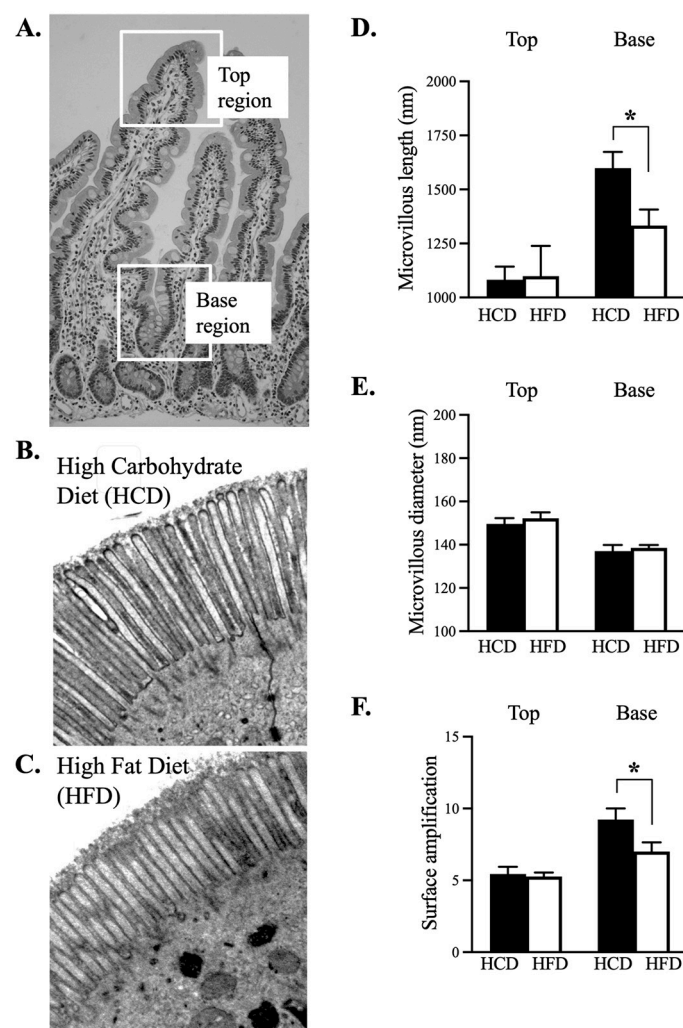 A.
Top
region
Base
region
B.
High Carbohydrate
Diet (HCD)
C.
High Fat Diet
(HFD)
D.
Top Base
Microvillous length (nm)
2000
1750
1500
1250
1000
*
HCD HFD HCD HFD
E.
Top Base
Microvillous diameter (nm)
200
180
160
140
120
100
HCD HFD HCD HFD
F.
Top Base
Surface amplification
15
10
5
0
*
HCD HFD HCD HFD